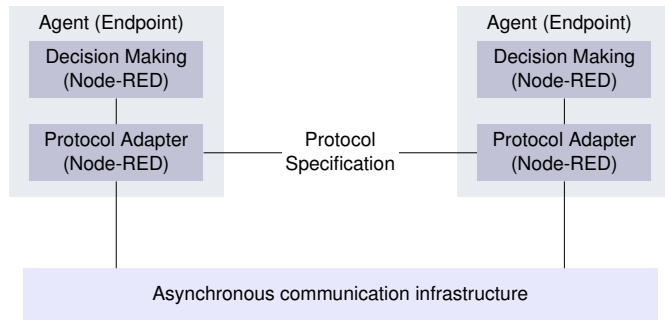 Agent (Endpoint)
Decision Making
(Node-RED)
Protocol Adapter
(Node-RED)
Protocol
Specification
Agent (Endpoint)
Decision Making
(Node-RED)
Protocol Adapter
(Node-RED)
Asynchronous communication infrastructure